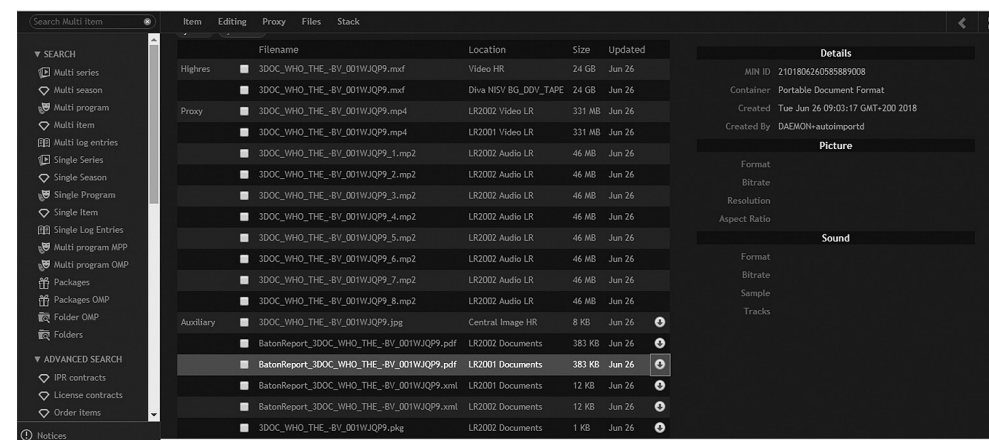 Search Multi item
Item Editing Proxy Files Stack
▼ SEARCH
Multi series
Multi season
Multi program
Multi item
Multi log entries
Single Series
Single Season
Single Program
Single Item
Single Log Entries
Multi program MPP
Multi program OMP
Packages
Packages OMP
Folder OMP
Folders
▼ ADVANCED SEARCH
IPR contracts
License contracts
Order items
Notices
Filename Location Size Updated
Highres 3DOC_WHO_THE_-BV_001WJQP9.mxf Video HR 24 GB Jun 26
3DOC_WHO_THE_-BV_001WJQP9.mxf Diva NISV BG_DDV_TAPE 24 GB Jun 26
Proxy 3DOC_WHO_THE_-BV_001WJQP9.mp4 LR2002 Video LR 331 MB Jun 26
3DOC_WHO_THE_-BV_001WJQP9.mp4 LR2001 Video LR 331 MB Jun 26
3DOC_WHO_THE_-BV_001WJQP9_1.mp2 LR2002 Audio LR 46 MB Jun 26
3DOC_WHO_THE_-BV_001WJQP9_2.mp2 LR2002 Audio LR 46 MB Jun 26
3DOC_WHO_THE_-BV_001WJQP9_3.mp2 LR2002 Audio LR 46 MB Jun 26
3DOC_WHO_THE_-BV_001WJQP9_4.mp2 LR2002 Audio LR 46 MB Jun 26
3DOC_WHO_THE_-BV_001WJQP9_5.mp2 LR2002 Audio LR 46 MB Jun 26
3DOC_WHO_THE_-BV_001WJQP9_6.mp2 LR2002 Audio LR 46 MB Jun 26
3DOC_WHO_THE_-BV_001WJQP9_7.mp2 LR2002 Audio LR 46 MB Jun 26
3DOC_WHO_THE_-BV_001WJQP9_8.mp2 LR2002 Audio LR 46 MB Jun 26
Auxiliary 3DOC_WHO_THE_-BV_001WJQP9.jpg Central Image HR 8 KB Jun 26
BatonReport_3DOC_WHO_THE_-BV_001WJQP9.pdf LR2002 Documents 383 KB Jun 26
BatonReport_3DOC_WHO_THE_-BV_001WJQP9.pdf LR2001 Documents 383 KB Jun 26
BatonReport_3DOC_WHO_THE_-BV_001WJQP9.xml LR2001 Documents 12 KB Jun 26
BatonReport_3DOC_WHO_THE_-BV_001WJQP9.xml LR2002 Documents 12 KB Jun 26
3DOC_WHO_THE_-BV_001WJQP9.pkg LR2002 Documents 1 KB Jun 26
Details
MIN ID 2101806260585889008
Container Portable Document Format
Created Tue Jun 26 09:03:17 GMT+200 2018
Created By DAEMON+autoimportd
Picture
Format
Bitrate
Resolution
Aspect Ratio
Sound
Format
Bitrate
Sample
Tracks